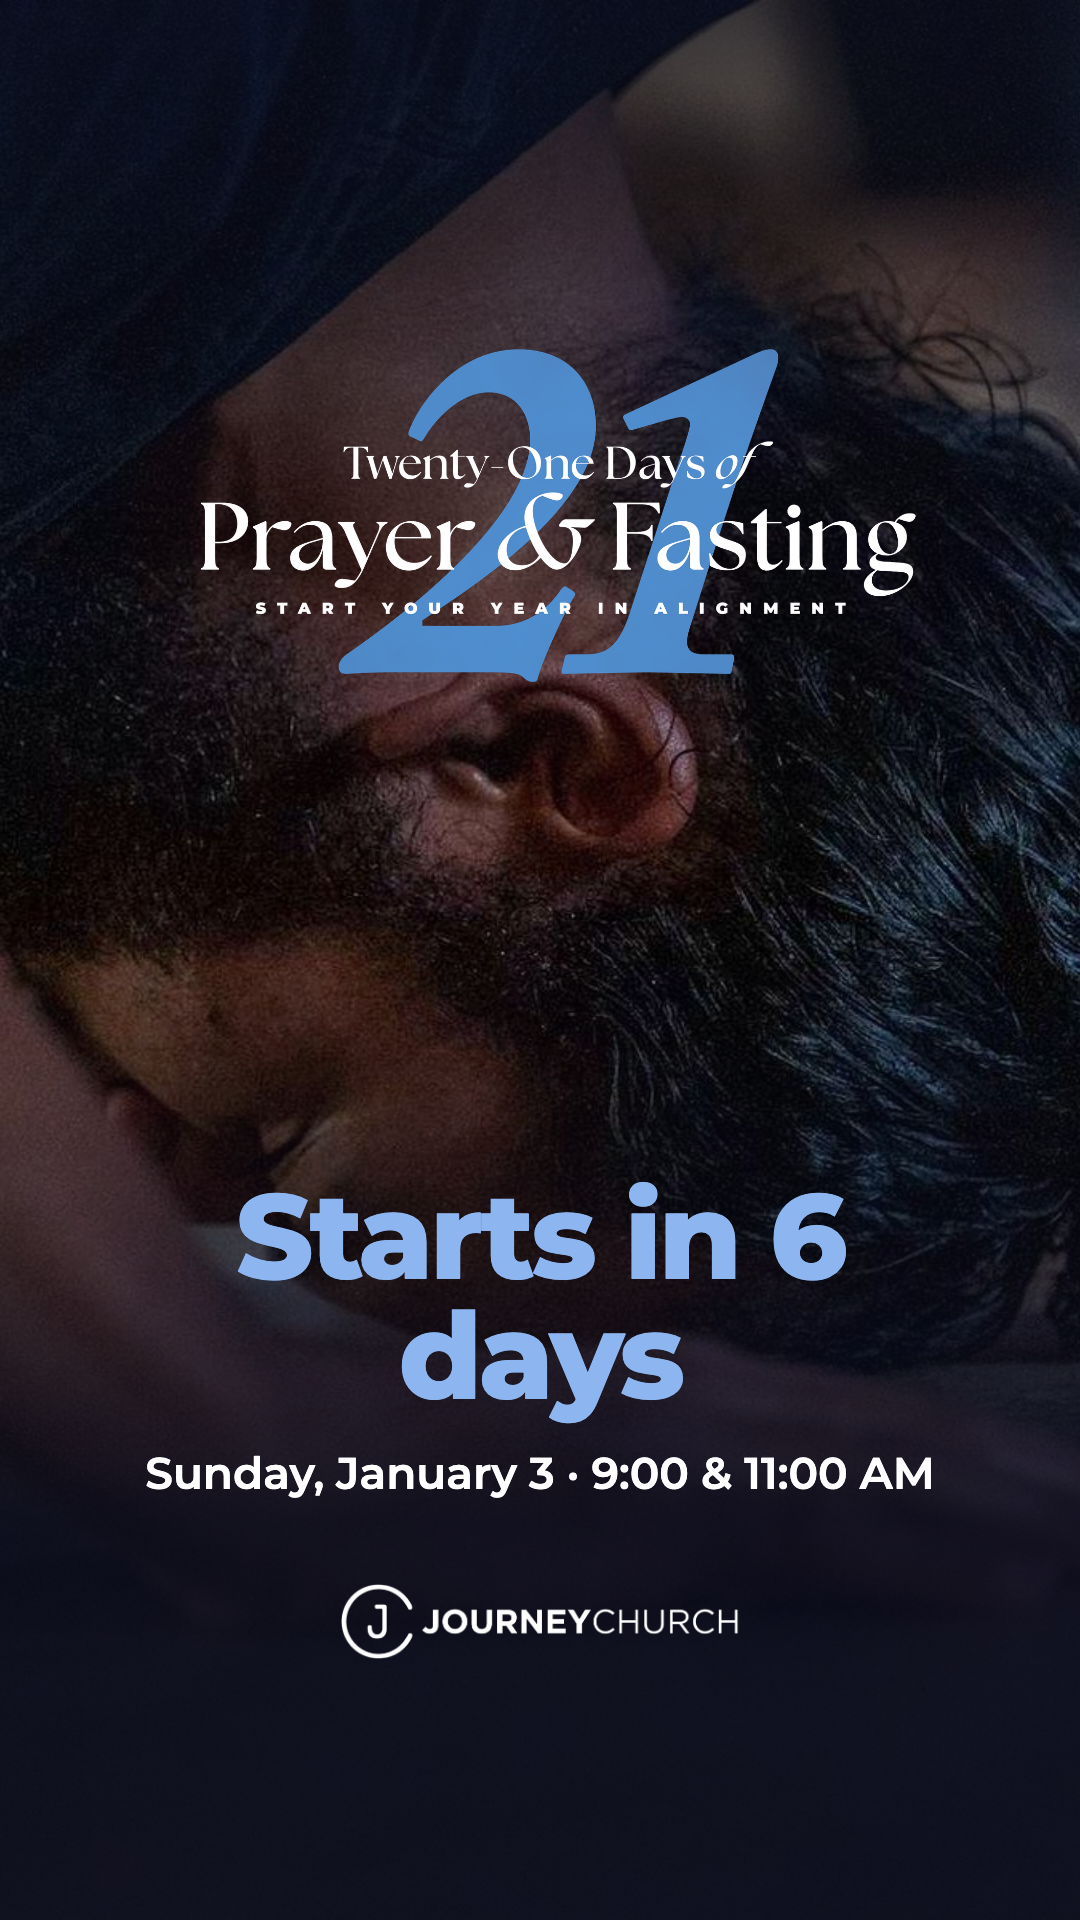 21
Twenty-One Days of
Prayer & Fasting
START YOUR YEAR IN ALIGNMENT
Starts in 6
days
Sunday, January 3 · 9:00 & 11:00 AM
J JOURNEYCHURCH